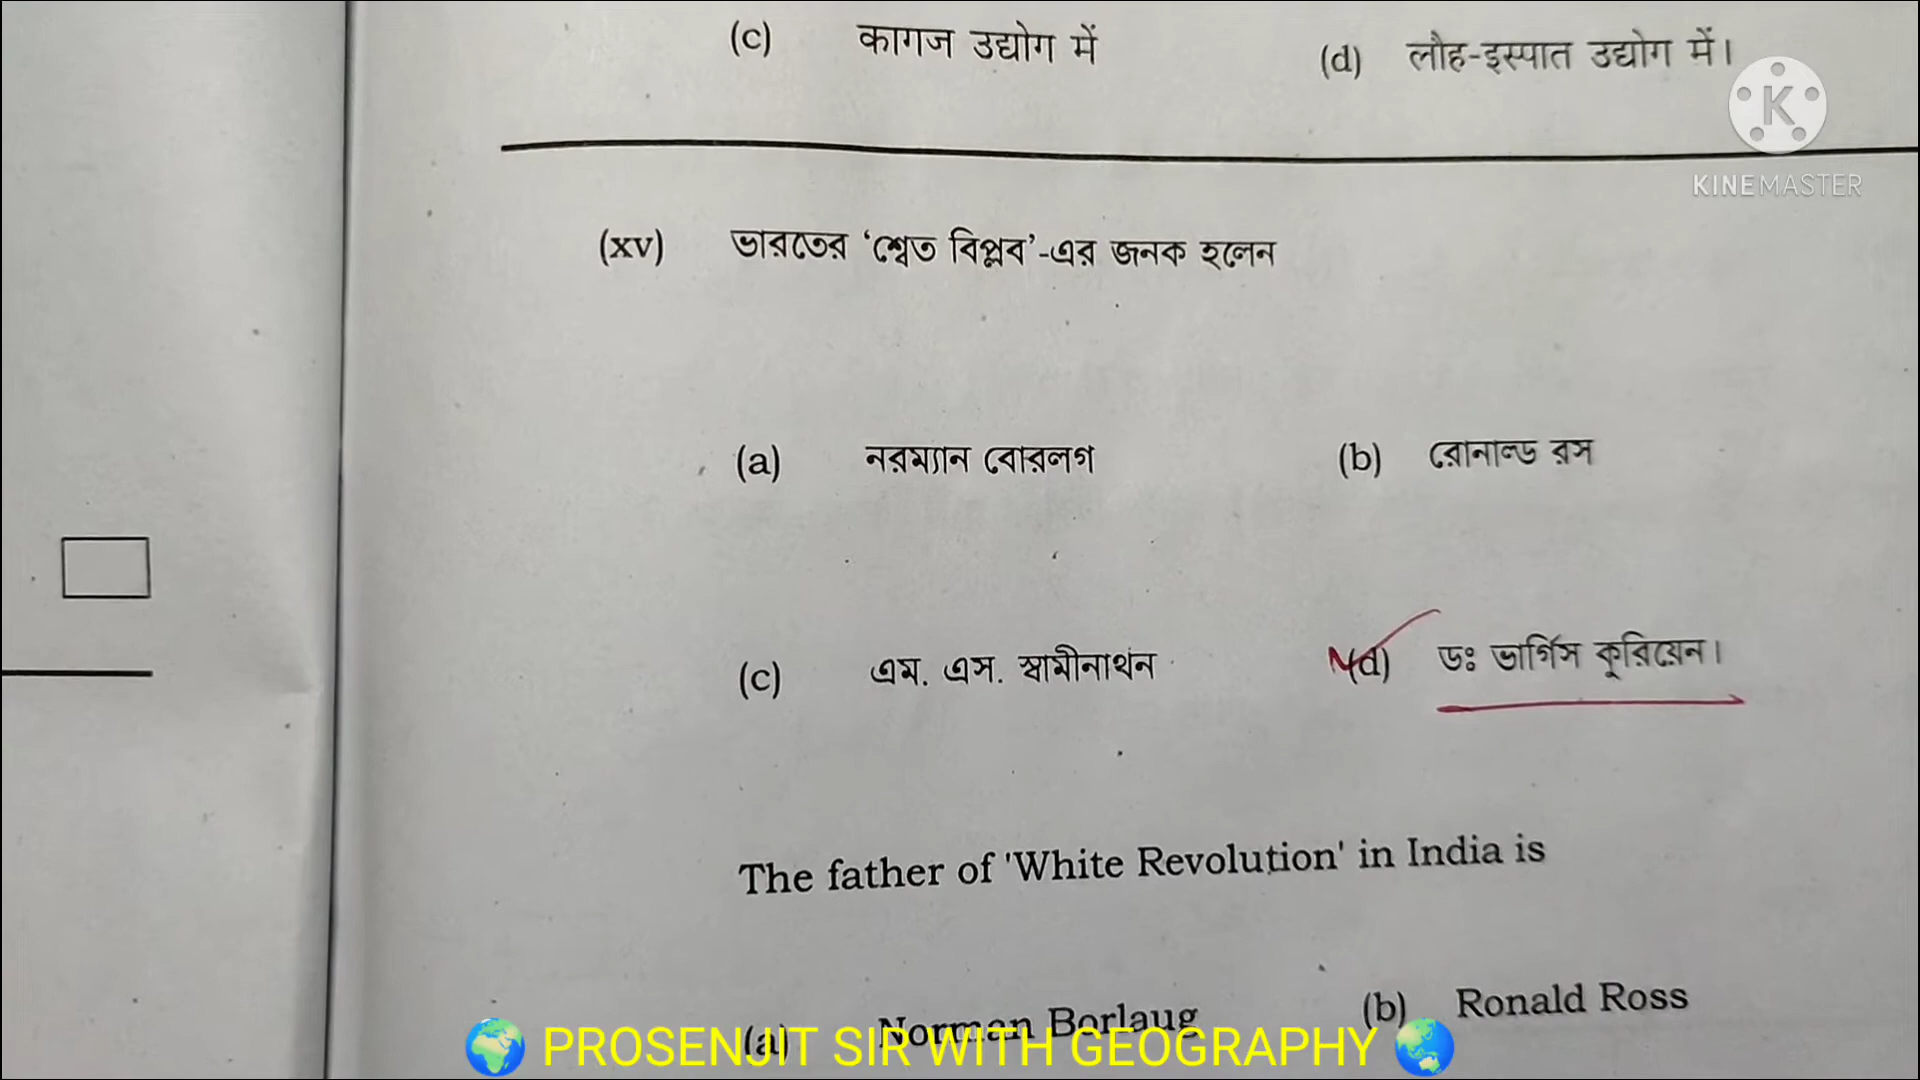 (c) कागज उद्योग में (d) लौह-इस्पात उद्योग में।
KINEMASTER
(xv) ভারতের ‘শ্বেত বিপ্লব’-এর জনক হলেন
(a) নরম্যান বোরলগ (b) রোনাল্ড রস
(c) এম. এস. স্বামীনাথন (d) ডঃ ভার্গিস কুরিয়েন।
The father of 'White Revolution' in India is
(a) Norman Borlaug (b) Ronald Ross
PROSENJIT SIR WITH GEOGRAPHY